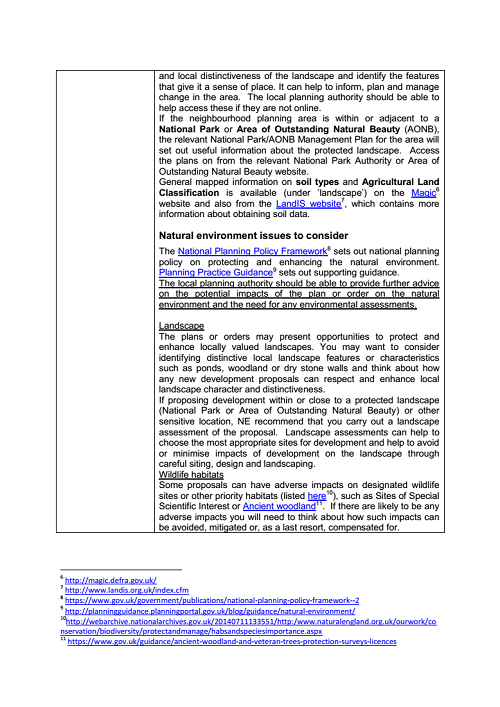 and local distinctiveness of the landscape and identify the features
that give it a sense of place. It can help to inform, plan and manage
change in the area. The local planning authority should be able to
help access these if they are not online.
If the neighbourhood planning area is within or adjacent to a
National Park or Area of Outstanding Natural Beauty (AONB),
the relevant National Park/AONB Management Plan for the area will
set out useful information about the protected landscape. Access
the plans on from the relevant National Park Authority or Area of
Outstanding Natural Beauty website.
General mapped information on soil types and Agricultural Land
Classification is available (under ’landscape’) on the Magic6
website and also from the LandIS website7, which contains more
information about obtaining soil data.
Natural environment issues to consider
The National Planning Policy Framework8 sets out national planning
policy on protecting and enhancing the natural environment.
Planning Practice Guidance9 sets out supporting guidance.
The local planning authority should be able to provide further advice
on the potential impacts of the plan or order on the natural
environment and the need for any environmental assessments.
Landscape
The plans or orders may present opportunities to protect and
enhance locally valued landscapes. You may want to consider
identifying distinctive local landscape features or characteristics
such as ponds, woodland or dry stone walls and think about how
any new development proposals can respect and enhance local
landscape character and distinctiveness.
If proposing development within or close to a protected landscape
(National Park or Area of Outstanding Natural Beauty) or other
sensitive location, NE recommend that you carry out a landscape
assessment of the proposal. Landscape assessments can help to
choose the most appropriate sites for development and help to avoid
or minimise impacts of development on the landscape through
careful siting, design and landscaping.
Wildlife habitats
Some proposals can have adverse impacts on designated wildlife
sites or other priority habitats (listed here10), such as Sites of Special
Scientific Interest or Ancient woodland11. If there are likely to be any
adverse impacts you will need to think about how such impacts can
be avoided, mitigated or, as a last resort, compensated for.
6 http://magic.defra.gov.uk/
7 http://www.landis.org.uk/index.cfm
8 https://www.gov.uk/government/publications/national-planning-policy-framework--2
9 http://planningguidance.planningportal.gov.uk/blog/guidance/natural-environment/
10http://webarchive.nationalarchives.gov.uk/20140711133551/http:/www.naturalengland.org.uk/ourwork/co
nservation/biodiversity/protectandmanage/habsandspeciesimportance.aspx
11 https://www.gov.uk/guidance/ancient-woodland-and-veteran-trees-protection-surveys-licences